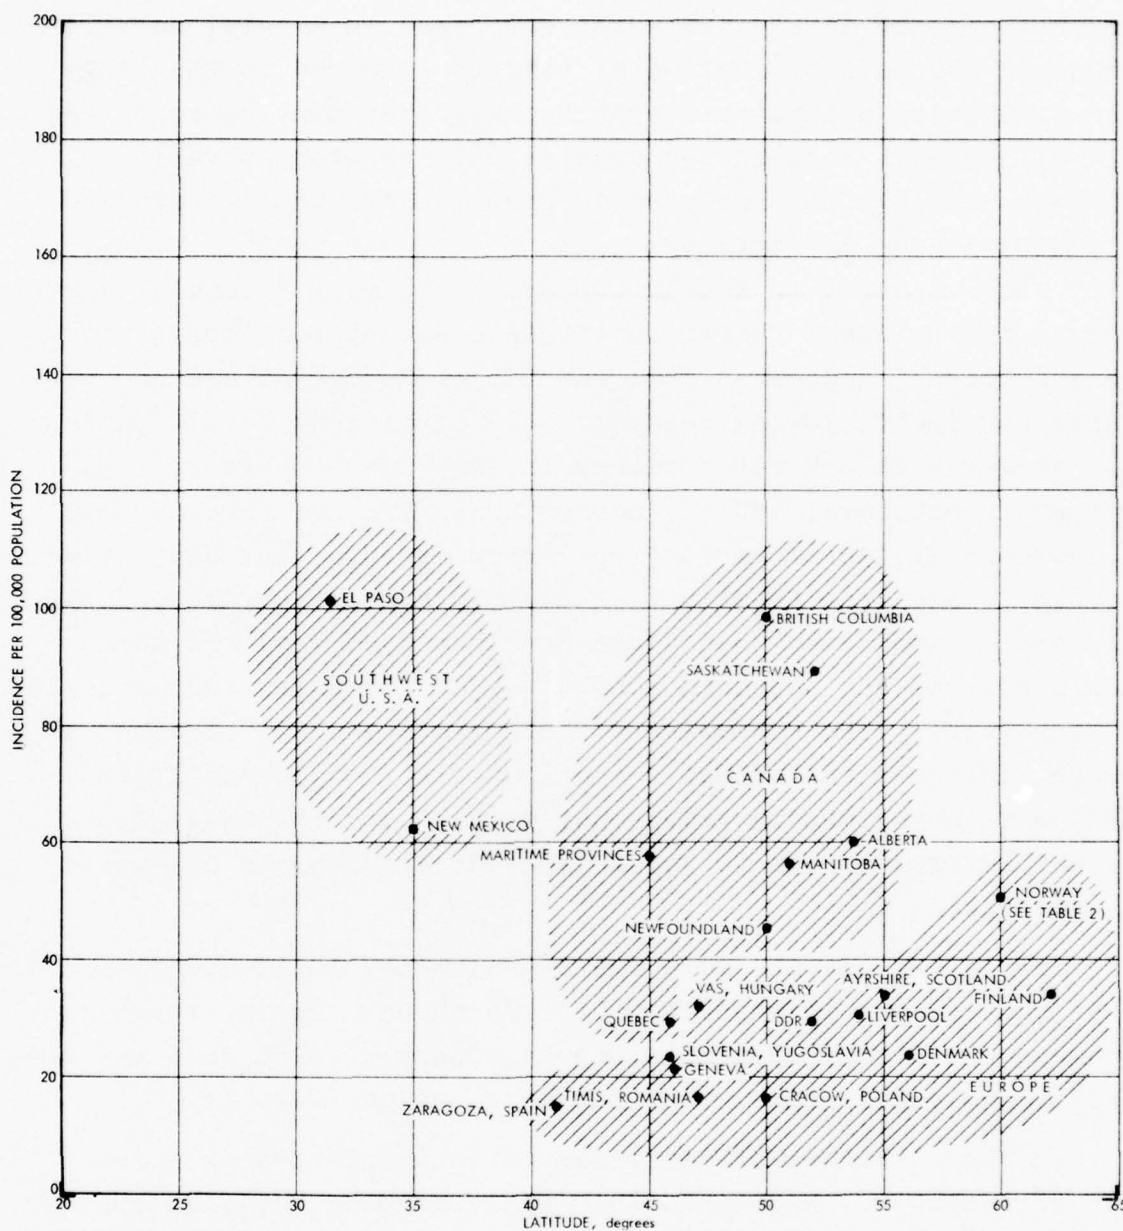 200
180
160
140
120
100
80
60
40
20
0
INCIDENCE PER 100,000 POPULATION
EL PASO
SOUTHWEST
U.S.A.
NEW MEXICO
BRITISH COLUMBIA
SASKATCHEWAN
CANADA
ALBERTA
MARITIME PROVINCES
MANITOBA
NEWFOUNDLAND
NORWAY
(SEE TABLE 2)
VAS, HUNGARY
AYRSHIRE, SCOTLAND
FINLAND
QUEBEC
DDR
LIVERPOOL
SLOVENIA, YUGOSLAVIA
DENMARK
GENEVA
EUROPE
TIMIS, ROMANIA
CRACOW, POLAND
ZARAGOZA, SPAIN
20 25 30 35 40 45 50 55 60 65
LATITUDE, degrees